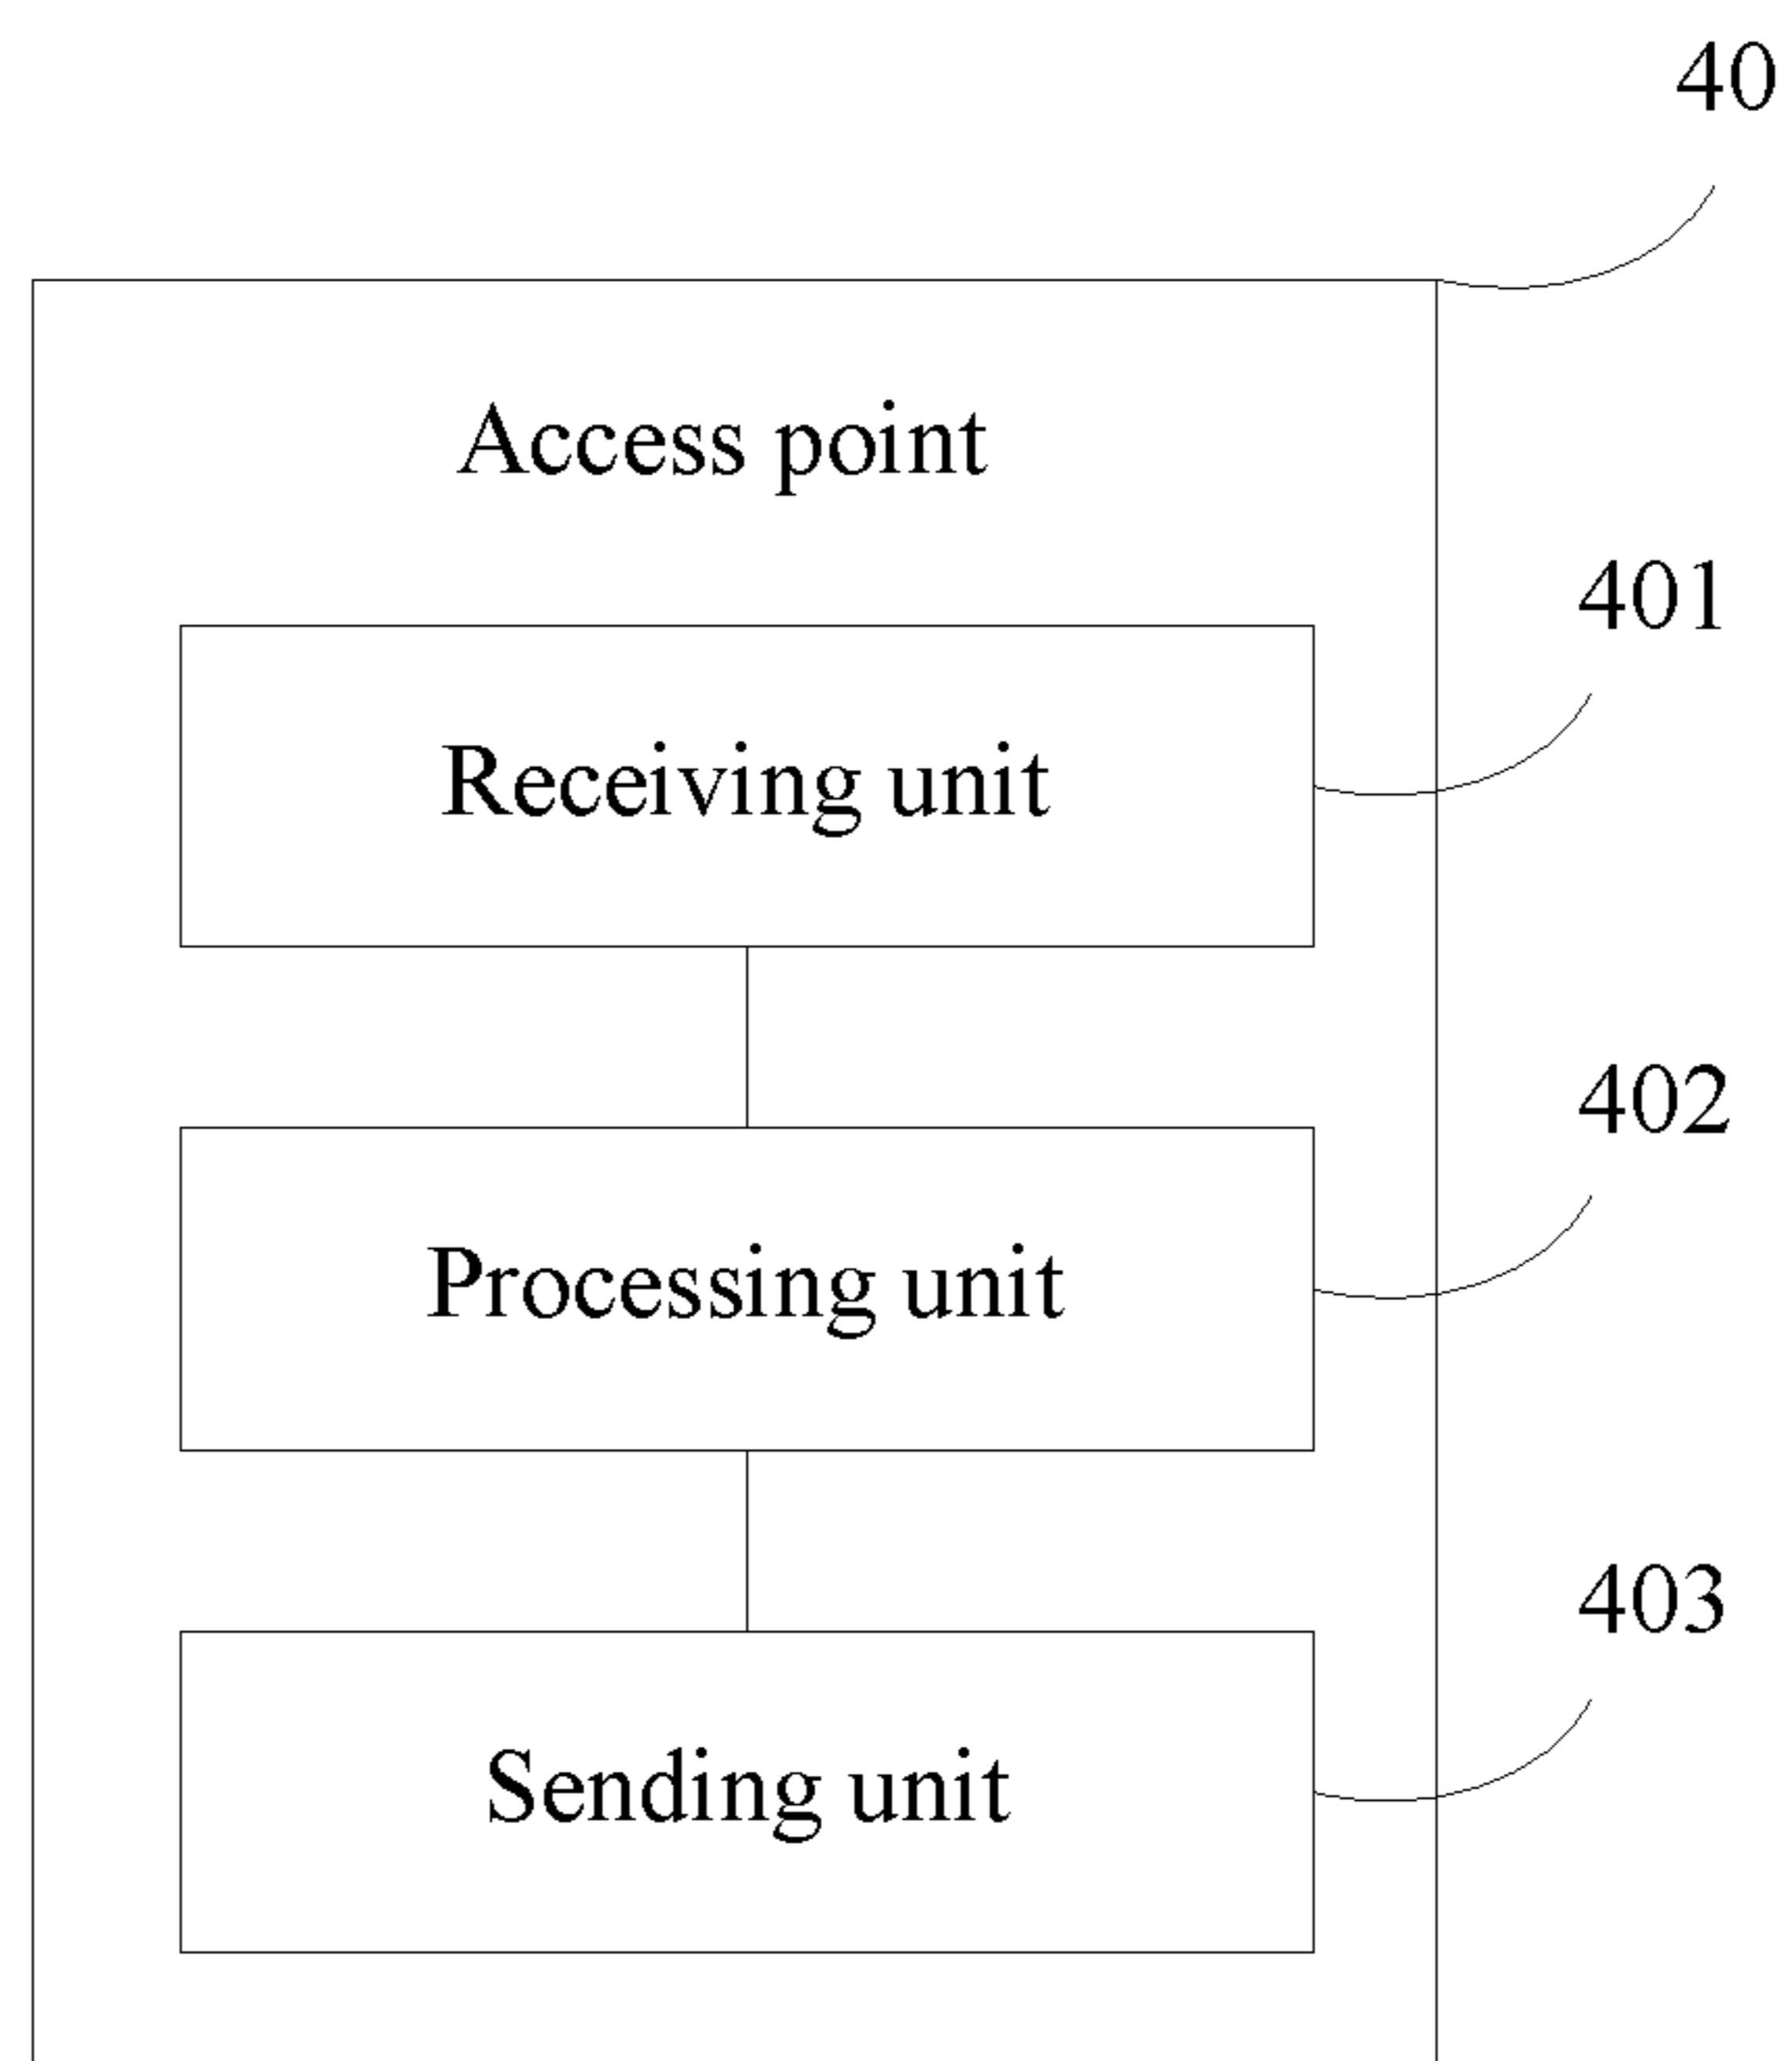 40
Access point
401
Receiving unit
402
Processing unit
403
Sending unit